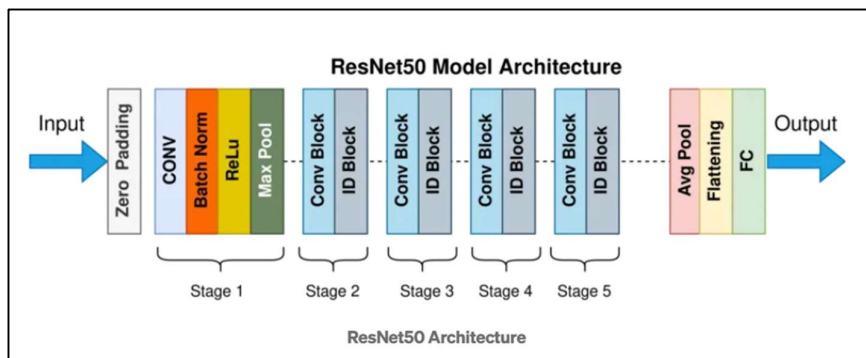 ResNet50 Model Architecture
Input
Zero Padding
CONV
Batch Norm
ReLu
Max Pool
Conv Block
ID Block
Conv Block
ID Block
Conv Block
ID Block
Conv Block
ID Block
Avg Pool
Flattening
FC
Output
Stage 1
Stage 2
Stage 3
Stage 4
Stage 5
ResNet50 Architecture